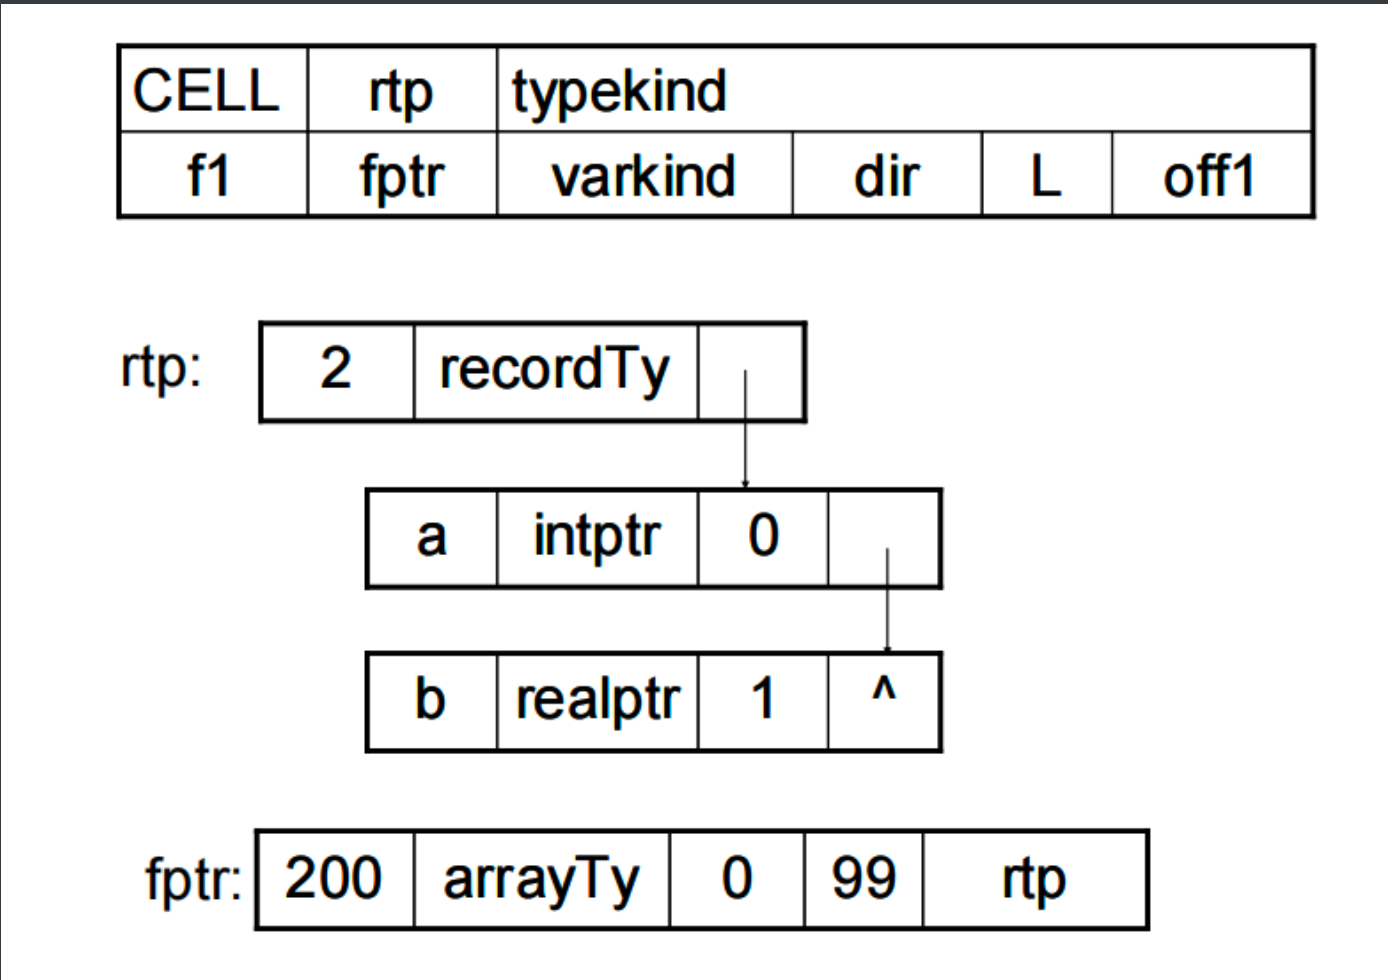 CELL rtp typekind
f1 fptr varkind dir L off1
rtp: 2 recordTy
a intptr 0
b realptr 1 ^
fptr: 200 arrayTy 0 99 rtp